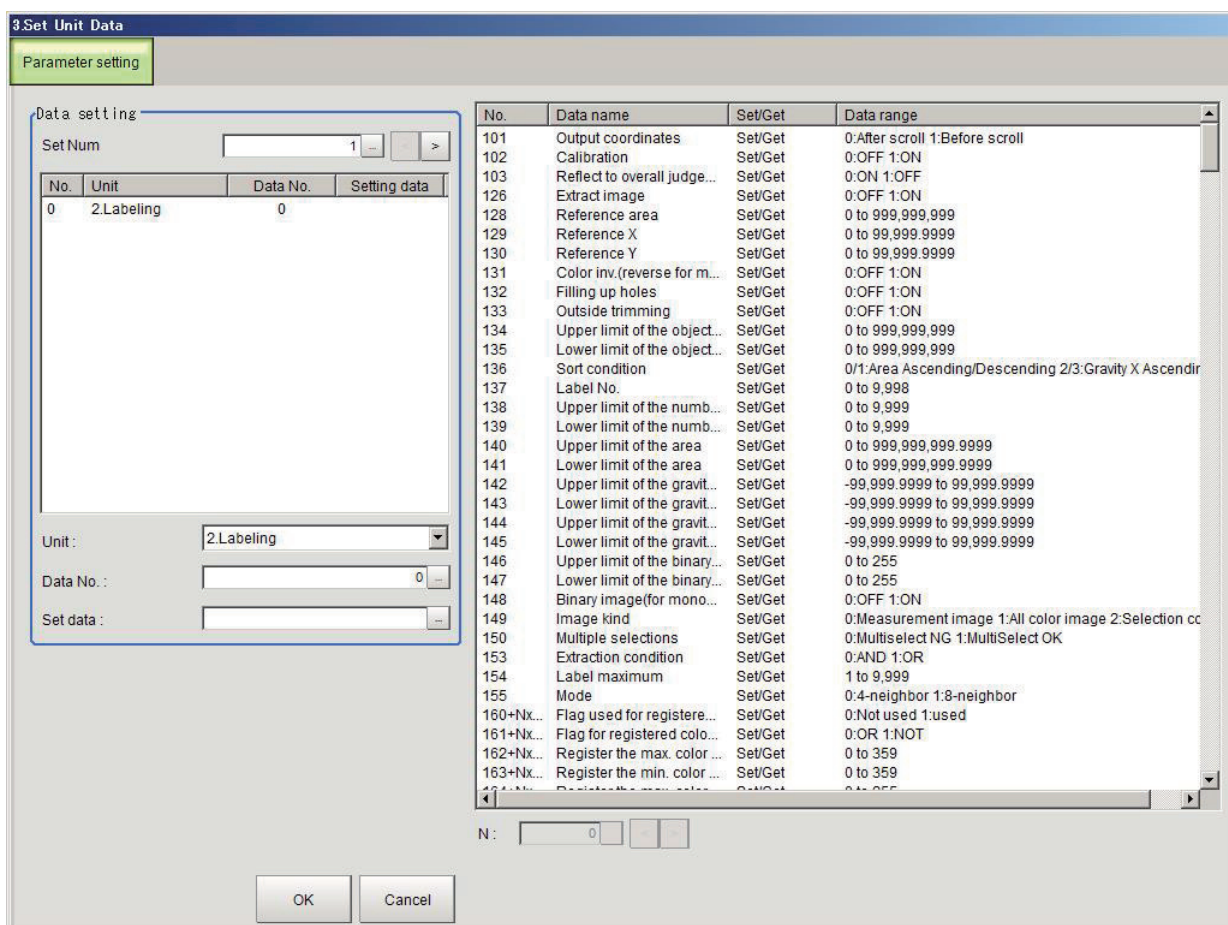 3.Set Unit Data
Parameter setting
Data setting
Set Num 1 ... < >
No. Unit Data No. Setting data
0 2.Labeling 0
Unit : 2.Labeling
Data No. : 0 ...
Set data : ...
No. Data name Set/Get Data range
101 Output coordinates Set/Get 0:After scroll 1:Before scroll
102 Calibration Set/Get 0:OFF 1:ON
103 Reflect to overall judge... Set/Get 0:ON 1:OFF
126 Extract image Set/Get 0:OFF 1:ON
128 Reference area Set/Get 0 to 999,999,999
129 Reference X Set/Get 0 to 99,999.9999
130 Reference Y Set/Get 0 to 99,999.9999
131 Color inv.(reverse for m... Set/Get 0:OFF 1:ON
132 Filling up holes Set/Get 0:OFF 1:ON
133 Outside trimming Set/Get 0:OFF 1:ON
134 Upper limit of the object... Set/Get 0 to 999,999,999
135 Lower limit of the object... Set/Get 0 to 999,999,999
136 Sort condition Set/Get 0/1:Area Ascending/Descending 2/3:Gravity X Ascendin
137 Label No. Set/Get 0 to 9,998
138 Upper limit of the numb... Set/Get 0 to 9,999
139 Lower limit of the numb... Set/Get 0 to 9,999
140 Upper limit of the area Set/Get 0 to 999,999,999.9999
141 Lower limit of the area Set/Get 0 to 999,999,999.9999
142 Upper limit of the gravit... Set/Get -99,999.9999 to 99,999.9999
143 Lower limit of the gravit... Set/Get -99,999.9999 to 99,999.9999
144 Upper limit of the gravit... Set/Get -99,999.9999 to 99,999.9999
145 Lower limit of the gravit... Set/Get -99,999.9999 to 99,999.9999
146 Upper limit of the binary... Set/Get 0 to 255
147 Lower limit of the binary... Set/Get 0 to 255
148 Binary image(for mono... Set/Get 0:OFF 1:ON
149 Image kind Set/Get 0:Measurement image 1:All color image 2:Selection co
150 Multiple selections Set/Get 0:Multiselect NG 1:MultiSelect OK
153 Extraction condition Set/Get 0:AND 1:OR
154 Label maximum Set/Get 1 to 9,999
155 Mode Set/Get 0:4-neighbor 1:8-neighbor
160+Nx... Flag used for registere... Set/Get 0:Not used 1:used
161+Nx... Flag for registered colo... Set/Get 0:OR 1:NOT
162+Nx... Register the max. color ... Set/Get 0 to 359
163+Nx... Register the min. color ... Set/Get 0 to 359
N : 0 < >
OK Cancel